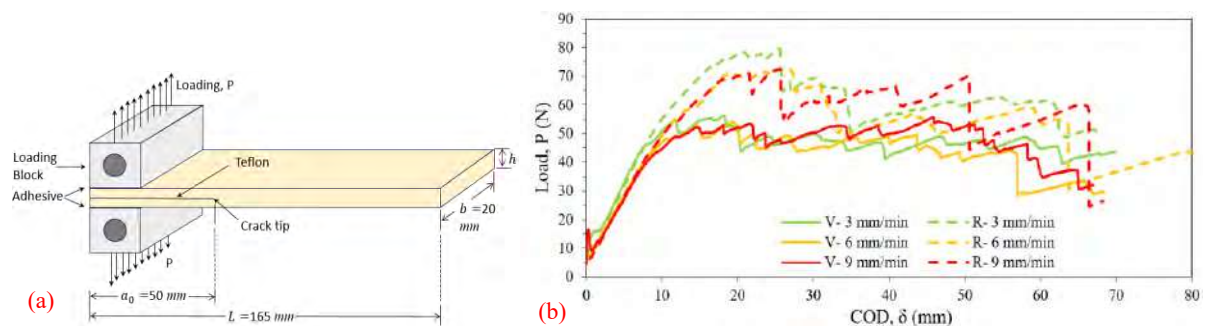 Loading, P
Loading
Block
Adhesive
Teflon
Crack tip
h
b =20
mm
P
a₀ =50 mm
L =165 mm
(a)
Load, P (N)
90
80
70
60
50
40
30
20
10
0
V- 3 mm/min
R- 3 mm/min
V- 6 mm/min
R- 6 mm/min
V- 9 mm/min
R- 9 mm/min
0 10 20 30 40 50 60 70 80
COD, δ (mm)
(b)